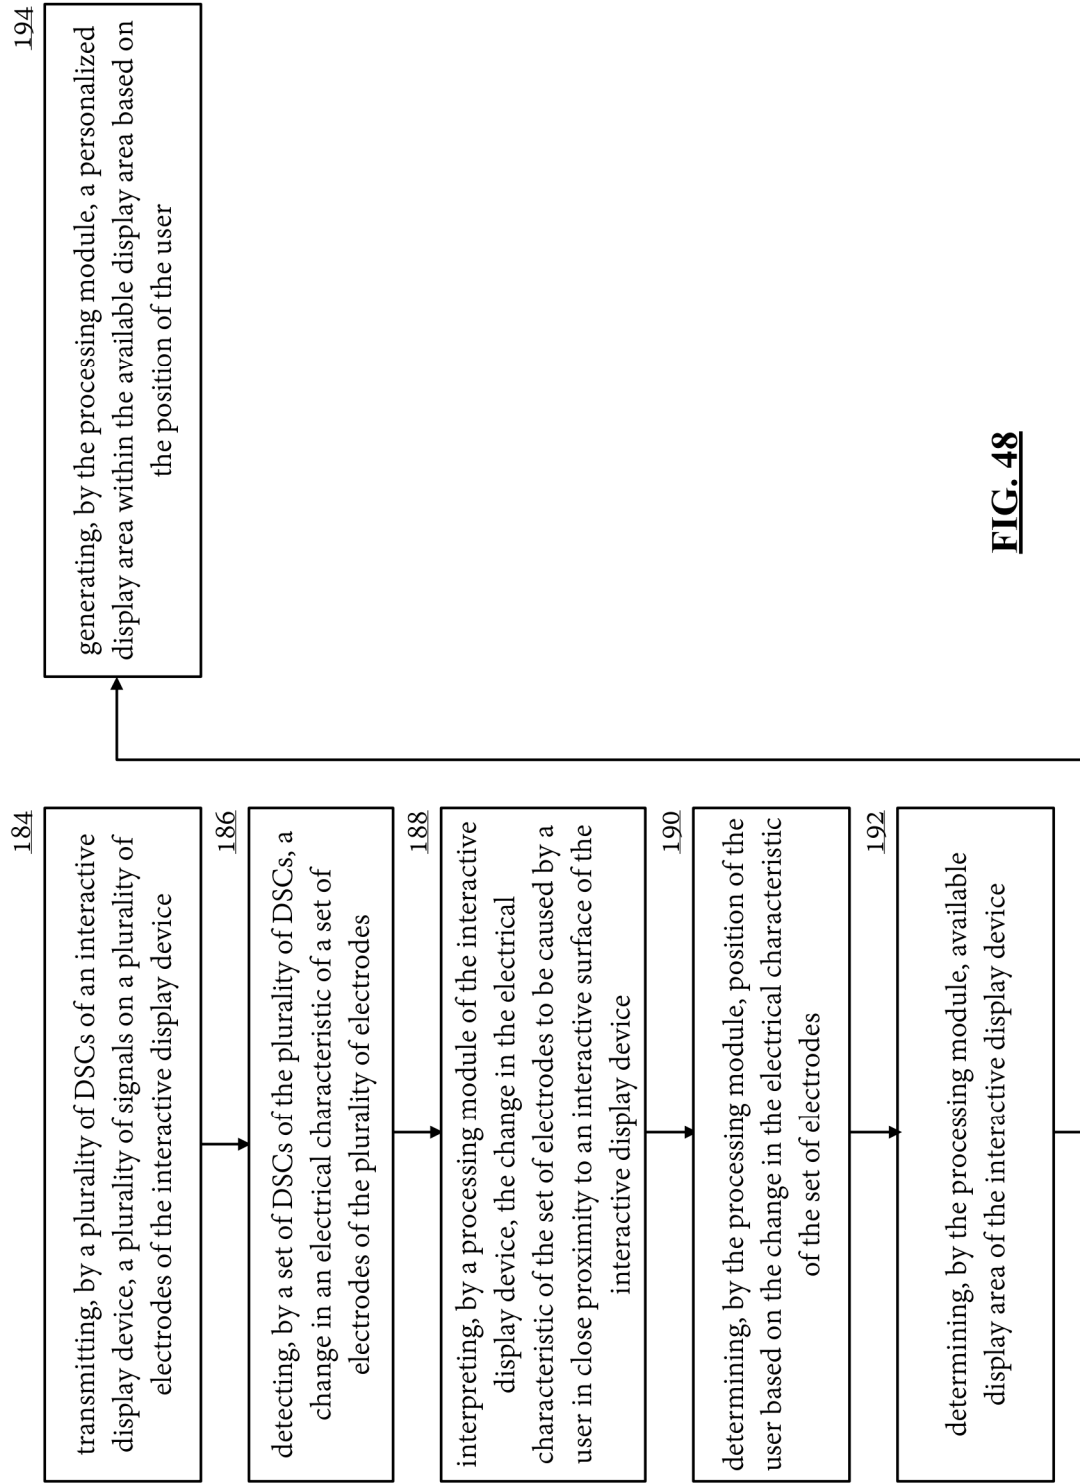 184
transmitting, by a plurality of DSCs of an interactive
display device, a plurality of signals on a plurality of
electrodes of the interactive display device
186
detecting, by a set of DSCs of the plurality of DSCs, a
change in an electrical characteristic of a set of
electrodes of the plurality of electrodes
188
interpreting, by a processing module of the interactive
display device, the change in the electrical
characteristic of the set of electrodes to be caused by a
user in close proximity to an interactive surface of the
interactive display device
190
determining, by the processing module, position of the
user based on the change in the electrical characteristic
of the set of electrodes
192
determining, by the processing module, available
display area of the interactive display device
194
generating, by the processing module, a personalized
display area within the available display area based on
the position of the user
FIG. 48